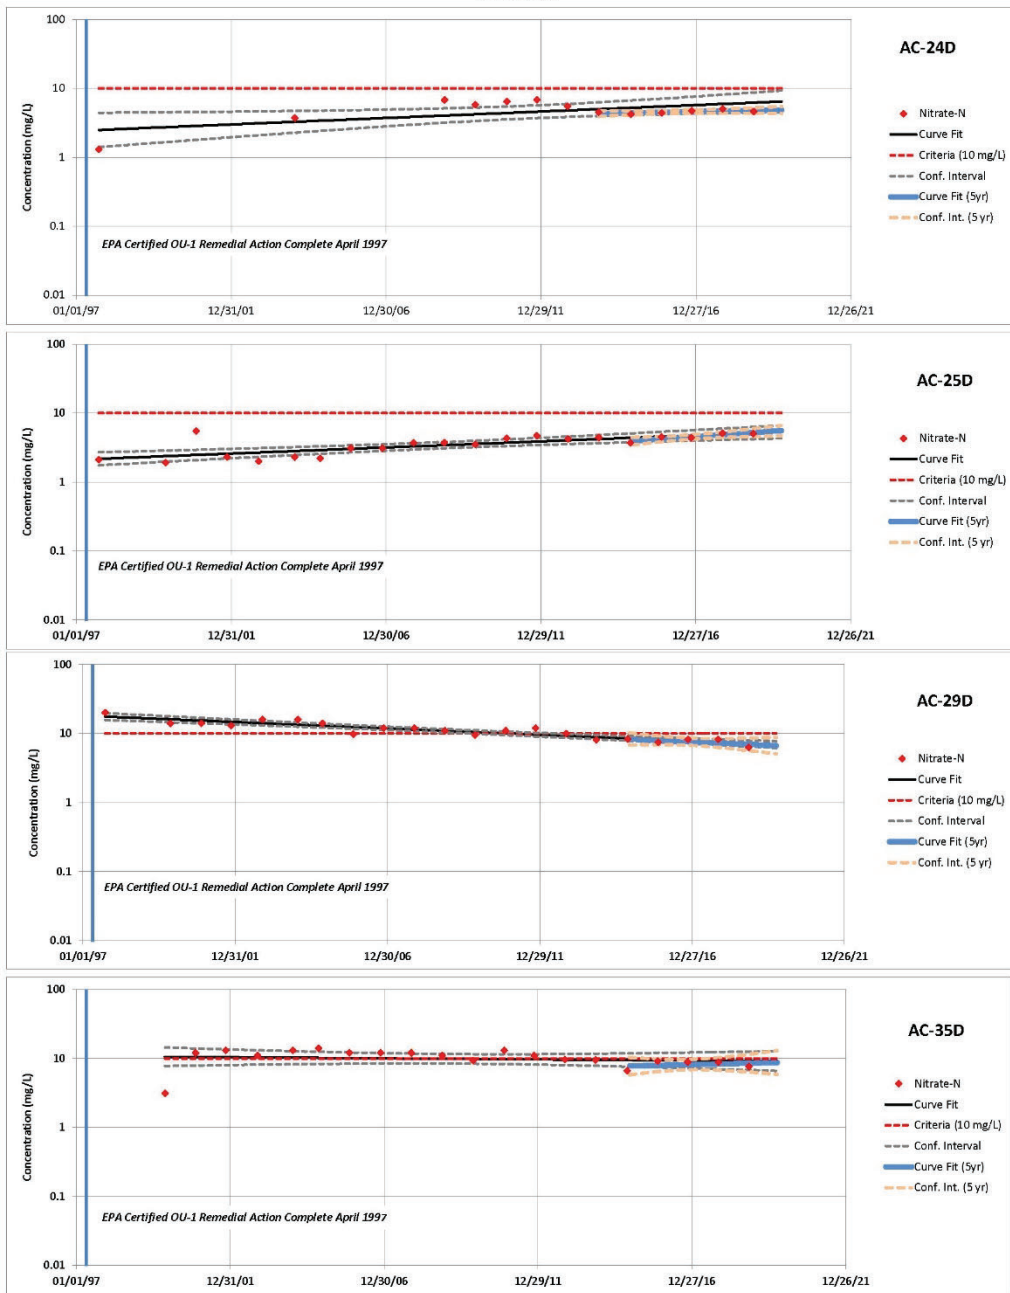 100
10
1
0.1
0.01
Concentration (mg/L)
01/01/97
12/31/01
12/30/06
12/29/11
12/27/16
12/26/21
EPA Certified OU-1 Remedial Action Complete April 1997
AC-24D
Nitrate-N
Curve Fit
Criteria (10 mg/L)
Conf. Interval
Curve Fit (5yr)
Conf. Int. (5 yr)
100
10
1
0.1
0.01
Concentration (mg/L)
01/01/97
12/31/01
12/30/06
12/29/11
12/27/16
12/26/21
EPA Certified OU-1 Remedial Action Complete April 1997
AC-25D
Nitrate-N
Curve Fit
Criteria (10 mg/L)
Conf. Interval
Curve Fit (5yr)
Conf. Int. (5 yr)
100
10
1
0.1
0.01
Concentration (mg/L)
01/01/97
12/31/01
12/30/06
12/29/11
12/27/16
12/26/21
EPA Certified OU-1 Remedial Action Complete April 1997
AC-29D
Nitrate-N
Curve Fit
Criteria (10 mg/L)
Conf. Interval
Curve Fit (5yr)
Conf. Int. (5 yr)
100
10
1
0.1
0.01
Concentration (mg/L)
01/01/97
12/31/01
12/30/06
12/29/11
12/27/16
12/26/21
EPA Certified OU-1 Remedial Action Complete April 1997
AC-35D
Nitrate-N
Curve Fit
Criteria (10 mg/L)
Conf. Interval
Curve Fit (5yr)
Conf. Int. (5 yr)